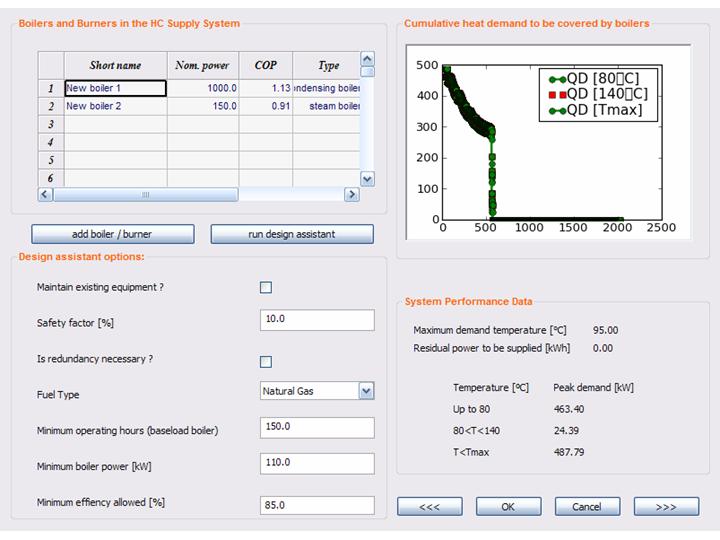 Boilers and Burners in the HC Supply System
Short name Nom. power COP Type
1 New boiler 1 1000.0 1.13 ondensing boiler
2 New boiler 2 150.0 0.91 steam boiler
3
4
5
6
add boiler / burner run design assistant
Design assistant options:
Maintain existing equipment ?
Safety factor [%] 10.0
Is redundancy necessary ?
Fuel Type Natural Gas
Minimum operating hours (baseload boiler) 150.0
Minimum boiler power [kW] 110.0
Minimum effiency allowed [%] 85.0
Cumulative heat demand to be covered by boilers
500
400
300
200
100
0
0 500 1000 1500 2000 2500
QD [80▯C]
QD [140▯C]
QD [Tmax]
System Performance Data
Maximum demand temperature [°C] 95.00
Residual power to be supplied [kWh] 0.00
Temperature [°C] Peak demand [kW]
Up to 80 463.40
80<T<140 24.39
T<Tmax 487.79
<<< OK Cancel >>>